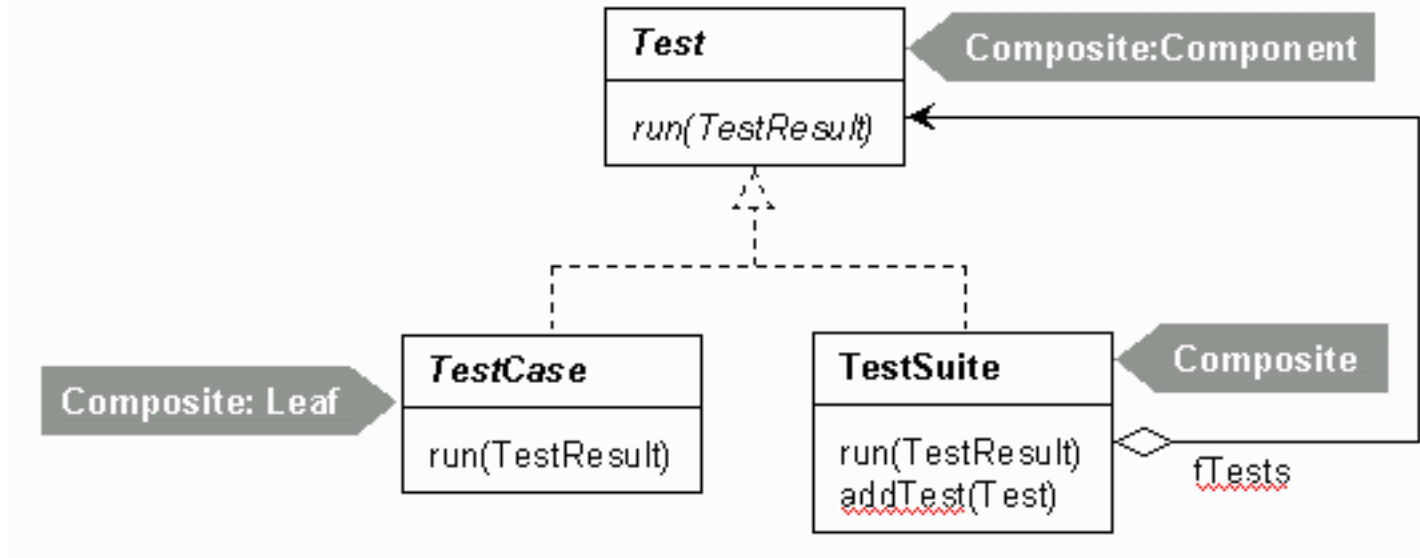 Test
Composite:Component
run(TestResult)
TestCase
TestSuite
Composite
Composite: Leaf
run(TestResult)
run(TestResult)
addTest(Test)
fTests